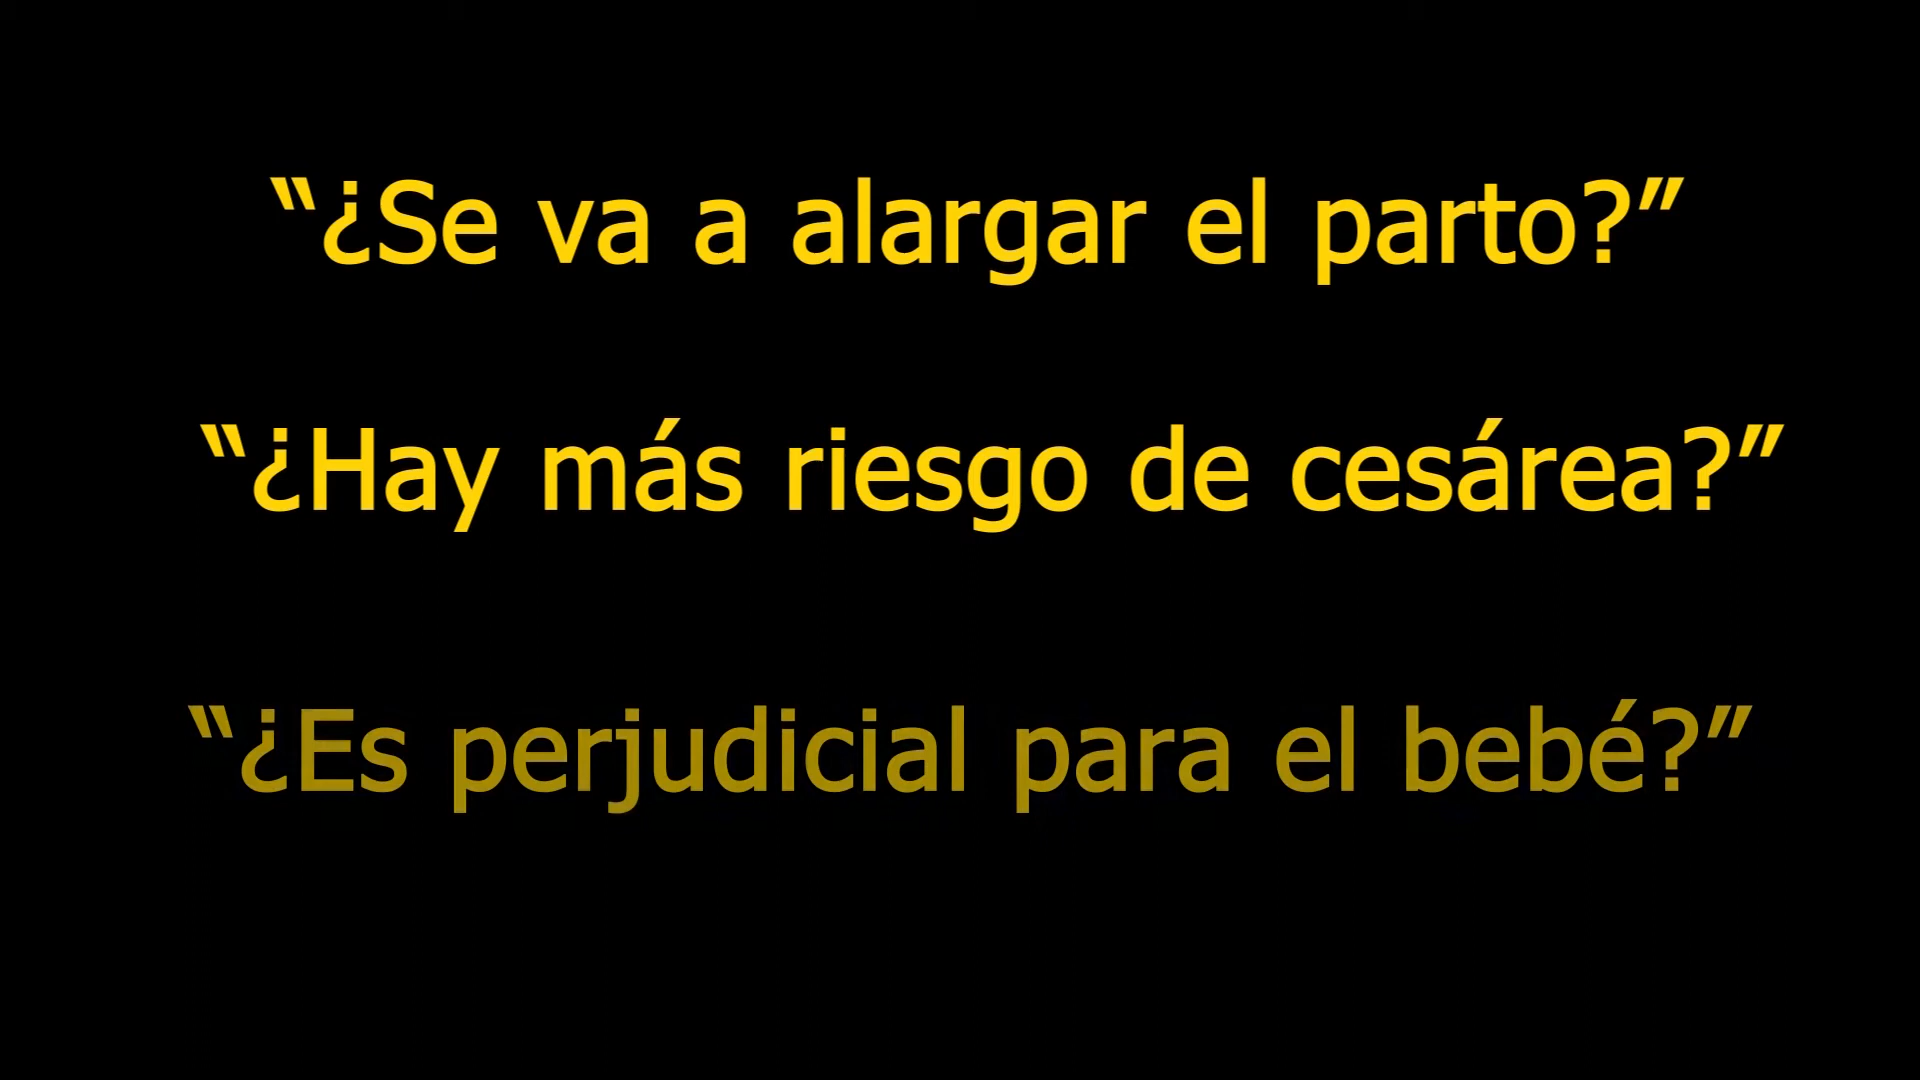 “¿Se va a alargar el parto?”
“¿Hay más riesgo de cesárea?”
“¿Es perjudicial para el bebé?”